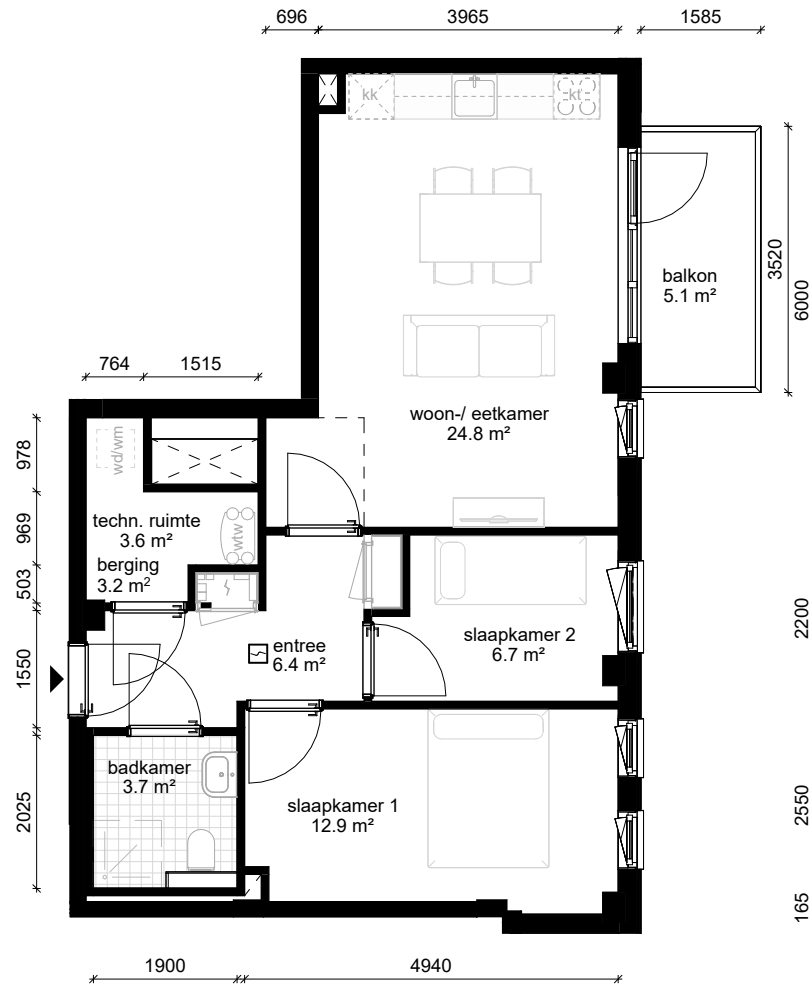 696
3965
1585
kk
kt
3520
6000
balkon
5.1 m²
764
1515
woon-/ eetkamer
24.8 m²
978
wd/wm
969
techn. ruimte
3.6 m²
wtw
berging
3.2 m²
503
entree
6.4 m²
slaapkamer 2
6.7 m²
2200
1550
badkamer
3.7 m²
slaapkamer 1
12.9 m²
2025
2550
165
1900
4940